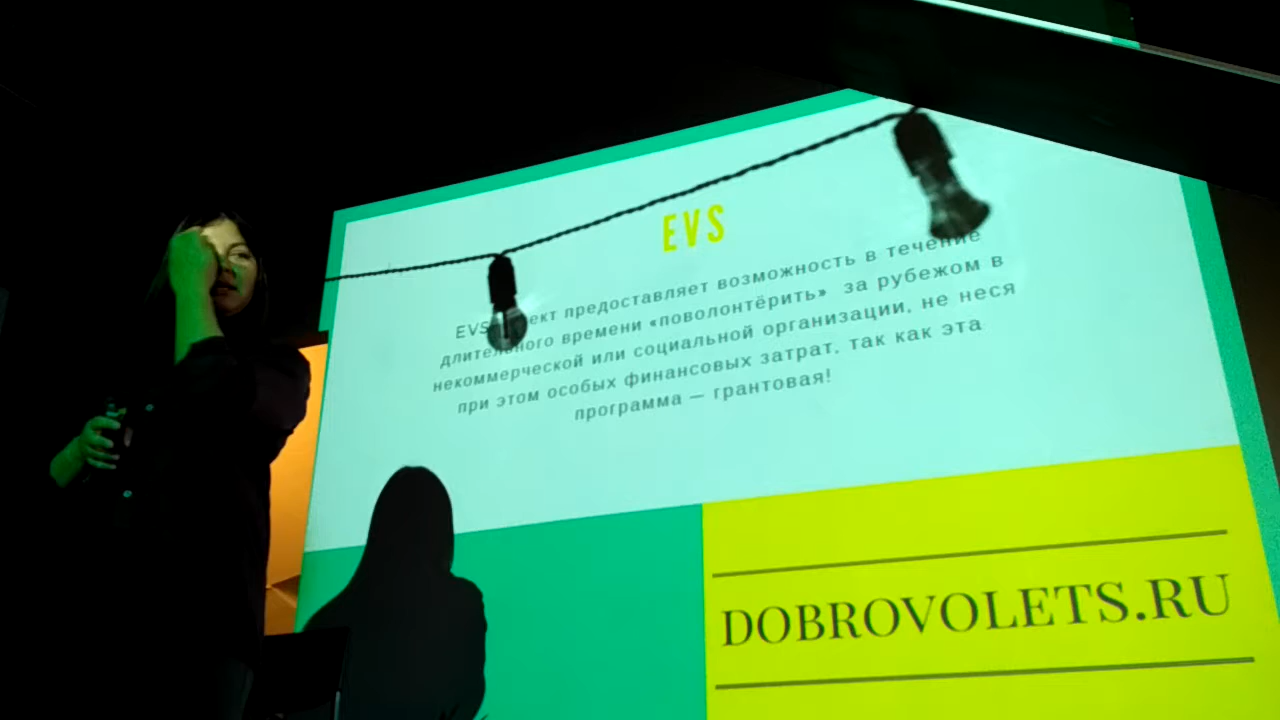 EVS
EVS предоставляет возможность в течение
длительного времени «поволонтёрить» за рубежом в
некоммерческой или социальной организации, не неся
при этом особых финансовых затрат, так как эта
программа — грантовая!
DOBROVOLETS.RU